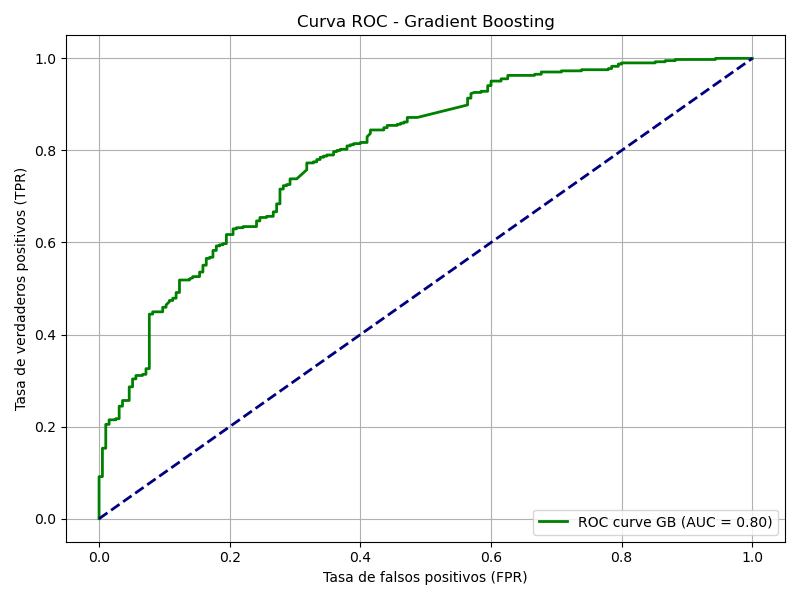 Curva ROC - Gradient Boosting
Tasa de verdaderos positivos (TPR)
1.0
0.8
0.6
0.4
0.2
0.0
0.0 0.2 0.4 0.6 0.8 1.0
Tasa de falsos positivos (FPR)
ROC curve GB (AUC = 0.80)